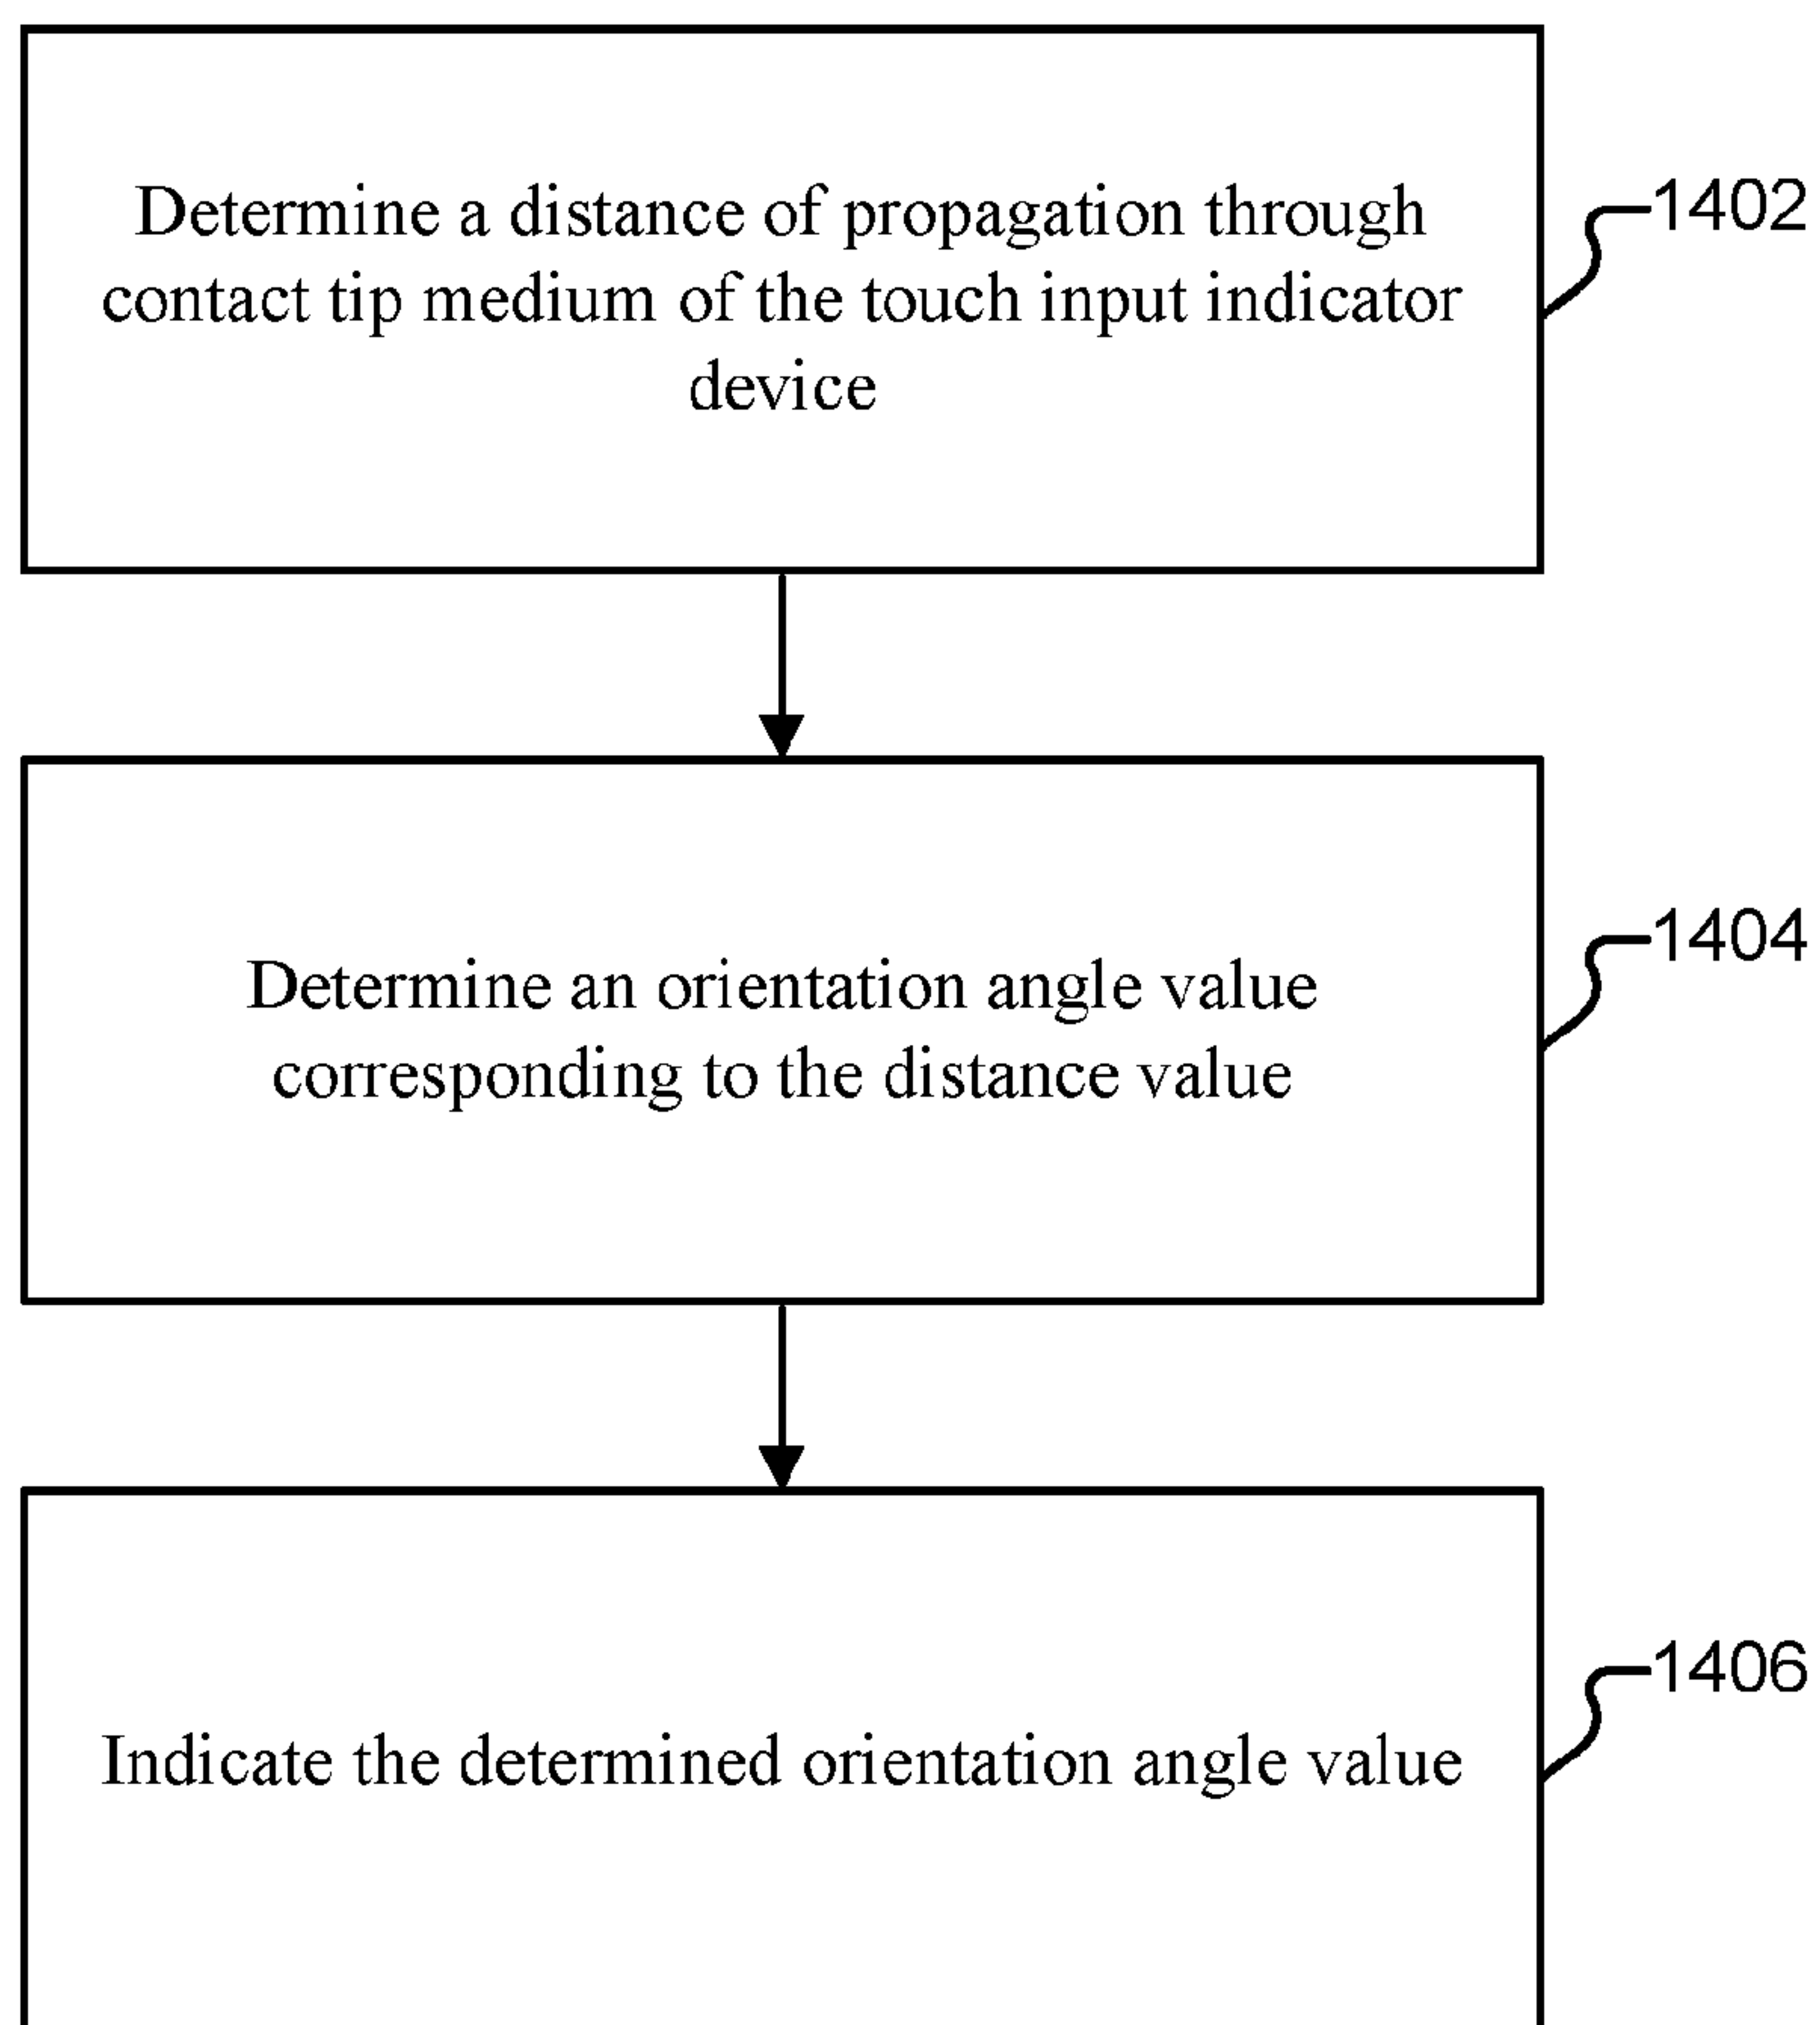 Determine a distance of propagation through
contact tip medium of the touch input indicator
device
1402
Determine an orientation angle value
corresponding to the distance value
1404
Indicate the determined orientation angle value
1406